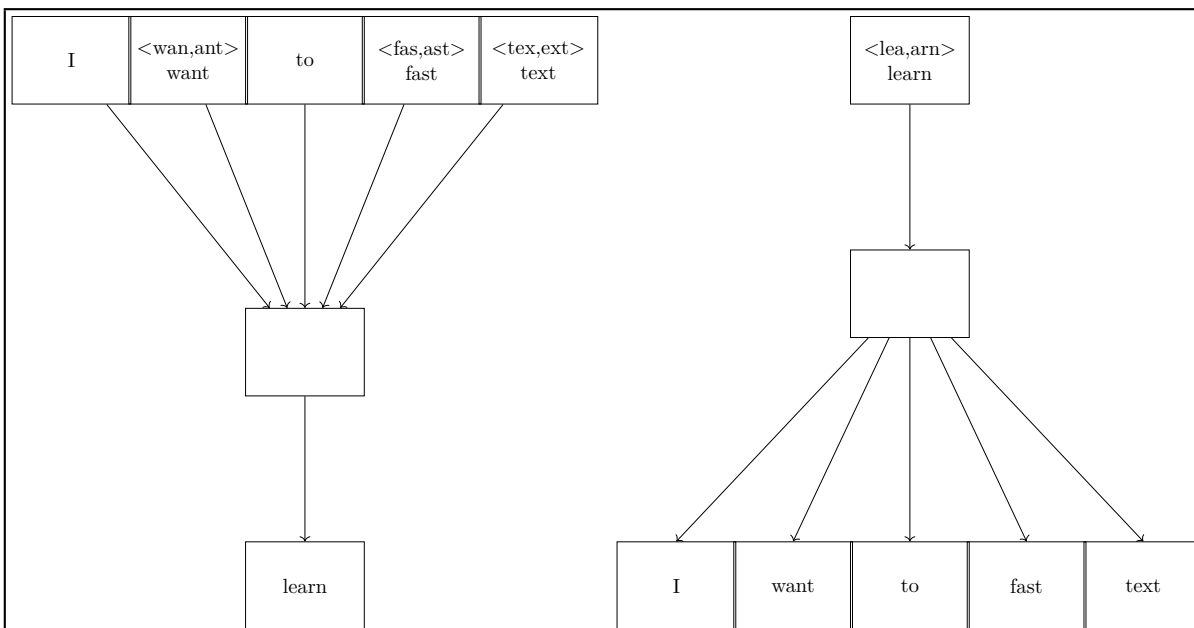 I
<wan,ant>
want
to
<fas,ast>
fast
<tex,ext>
text
<lea,arn>
learn
learn
I
want
to
fast
text